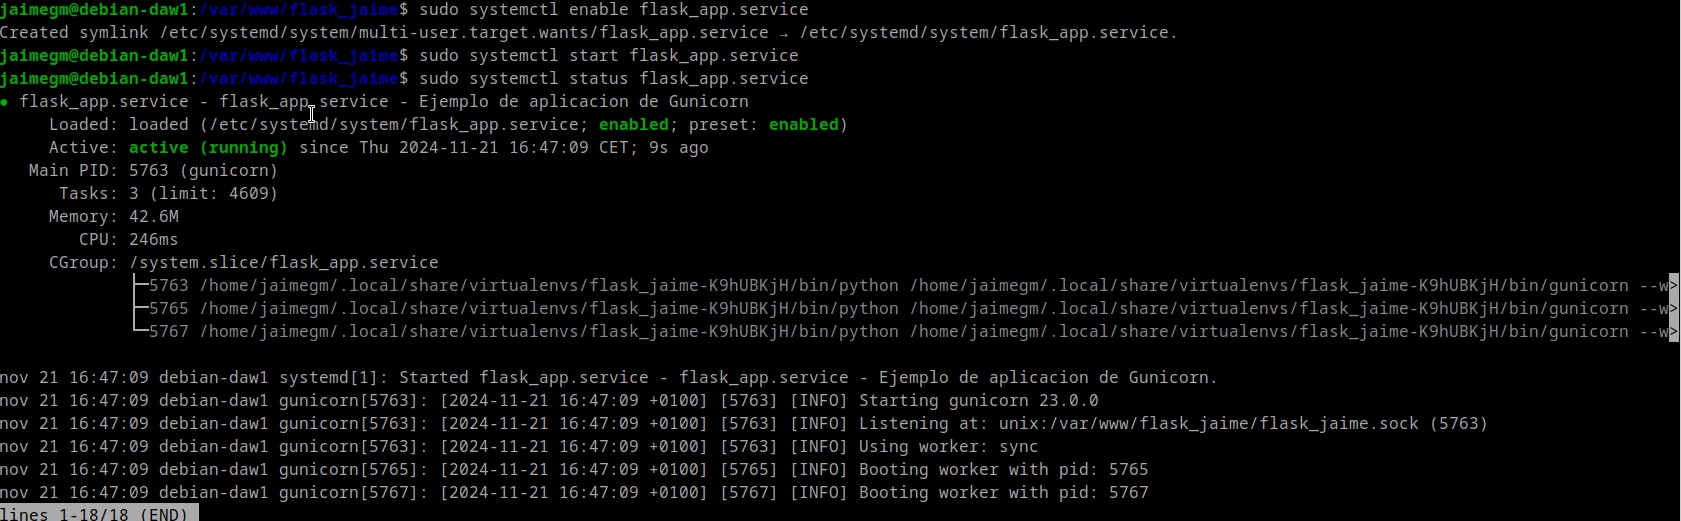 jaimegm@debian-daw1:/var/www/flask_jaime$ sudo systemctl enable flask_app.service
Created symlink /etc/systemd/system/multi-user.target.wants/flask_app.service → /etc/systemd/system/flask_app.service.
jaimegm@debian-daw1:/var/www/flask_jaime$ sudo systemctl start flask_app.service
jaimegm@debian-daw1:/var/www/flask_jaime$ sudo systemctl status flask_app.service
● flask_app.service - flask_app.service - Ejemplo de aplicacion de Gunicorn
Loaded: loaded (/etc/systemd/system/flask_app.service; enabled; preset: enabled)
Active: active (running) since Thu 2024-11-21 16:47:09 CET; 9s ago
Main PID: 5763 (gunicorn)
Tasks: 3 (limit: 4609)
Memory: 42.6M
CPU: 246ms
CGroup: /system.slice/flask_app.service
├─5763 /home/jaimegm/.local/share/virtualenvs/flask_jaime-K9hUBKjH/bin/python /home/jaimegm/.local/share/virtualenvs/flask_jaime-K9hUBKjH/bin/gunicorn --w>
├─5765 /home/jaimegm/.local/share/virtualenvs/flask_jaime-K9hUBKjH/bin/python /home/jaimegm/.local/share/virtualenvs/flask_jaime-K9hUBKjH/bin/gunicorn --w>
└─5767 /home/jaimegm/.local/share/virtualenvs/flask_jaime-K9hUBKjH/bin/python /home/jaimegm/.local/share/virtualenvs/flask_jaime-K9hUBKjH/bin/gunicorn --w>
nov 21 16:47:09 debian-daw1 systemd[1]: Started flask_app.service - flask_app.service - Ejemplo de aplicacion de Gunicorn.
nov 21 16:47:09 debian-daw1 gunicorn[5763]: [2024-11-21 16:47:09 +0100] [5763] [INFO] Starting gunicorn 23.0.0
nov 21 16:47:09 debian-daw1 gunicorn[5763]: [2024-11-21 16:47:09 +0100] [5763] [INFO] Listening at: unix:/var/www/flask_jaime/flask_jaime.sock (5763)
nov 21 16:47:09 debian-daw1 gunicorn[5763]: [2024-11-21 16:47:09 +0100] [5763] [INFO] Using worker: sync
nov 21 16:47:09 debian-daw1 gunicorn[5765]: [2024-11-21 16:47:09 +0100] [5765] [INFO] Booting worker with pid: 5765
nov 21 16:47:09 debian-daw1 gunicorn[5767]: [2024-11-21 16:47:09 +0100] [5767] [INFO] Booting worker with pid: 5767
lines 1-18/18 (END)